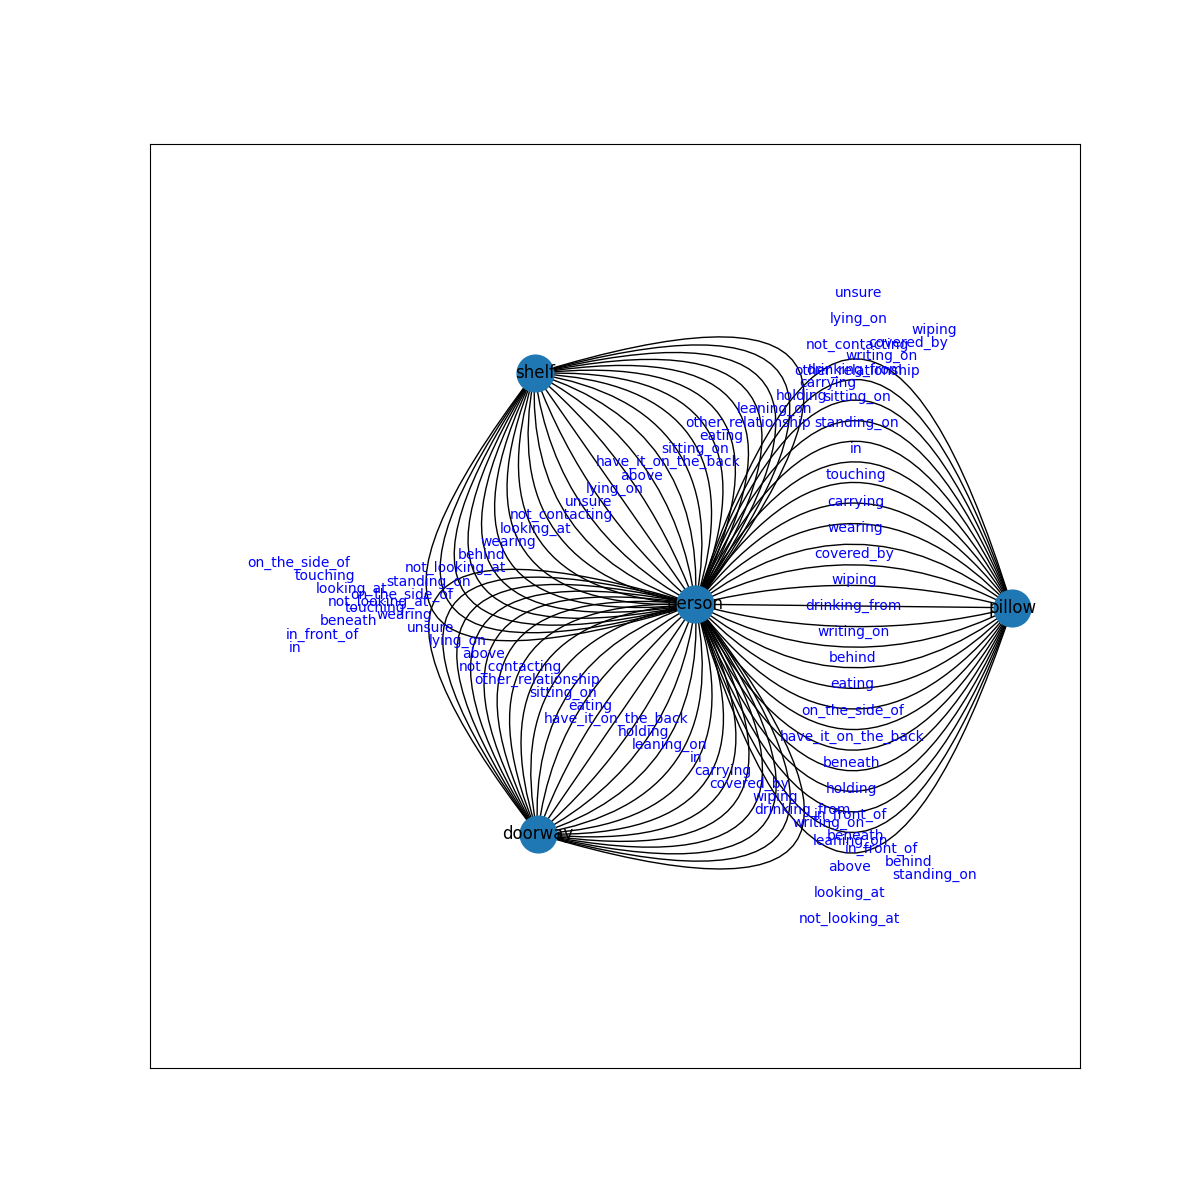 unsure
lying_on
wiping
covered_by
not_contacting
writing_on
drinking_from
other_relationship
shelf
carrying
holding
sitting_on
leaning_on
other_relationship
standing_on
eating
sitting_on
in
have_it_on_the_back
above
touching
lying_on
unsure
carrying
not_contacting
looking_at
wearing
wearing
behind
covered_by
on_the_side_of
not_looking_at
touching
standing_on
wiping
looking_at
on_the_side_of
not_looking_at
touching
person
drinking_from
pillow
wearing
beneath
unsure
writing_on
in_front_of
lying_on
in
above
behind
not_contacting
other_relationship
eating
sitting_on
eating
on_the_side_of
have_it_on_the_back
holding
have_it_on_the_back
leaning_on
in
beneath
carrying
covered_by
holding
wiping
drinking_from
in_front_of
writing_on
doorway
beneath
leaning_on
in_front_of
behind
above
standing_on
looking_at
not_looking_at